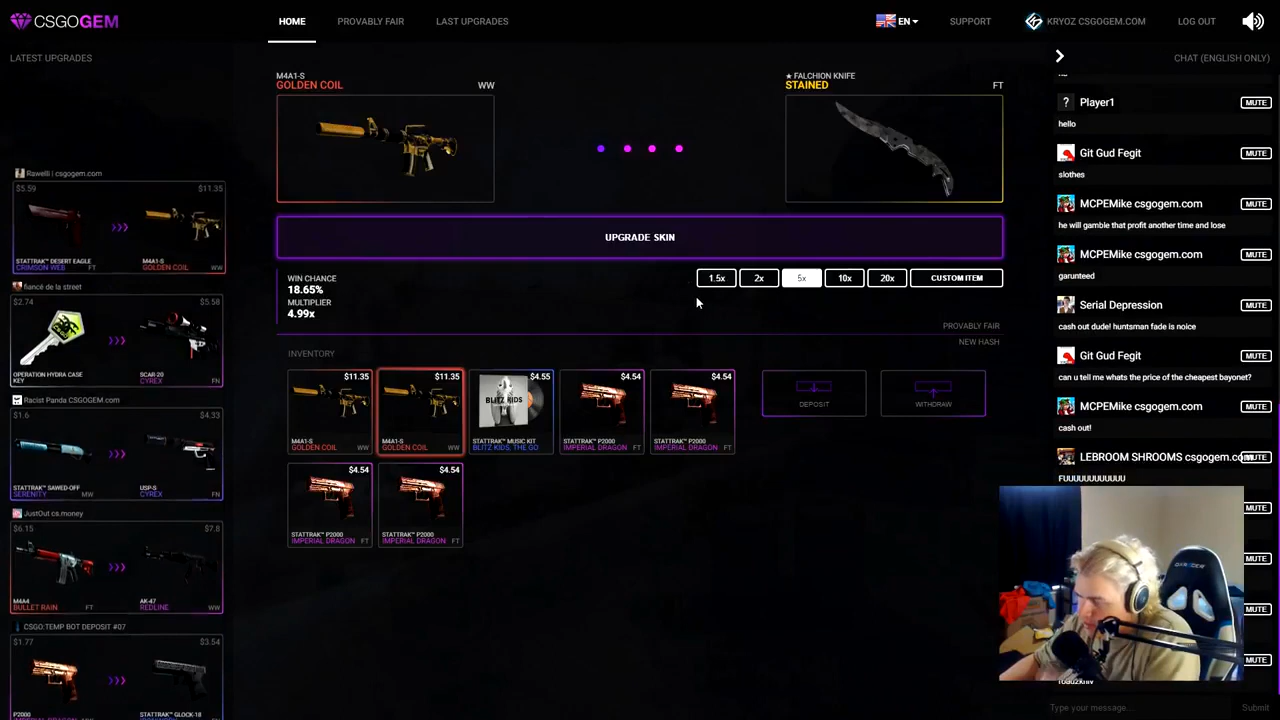 CSGOGEM
HOME
PROVABLY FAIR
LAST UPGRADES
EN
SUPPORT
KRYOZ CSGOGEM.COM
LOG OUT
LATEST UPGRADES
Rawelli | csgogem.com
$5.59
$11.35
STATTRAK™ DESERT EAGLE
CRIMSON WEB
FT
M4A1-S
GOLDEN COIL
WW
fiancé de la street
$2.74
$5.58
OPERATION HYDRA CASE
KEY
SCAR-20
CYREX
FN
Racist Panda CSGOGEM.com
$1.6
$4.33
STATTRAK™ SAWED-OFF
SERENITY
MW
USP-S
CYREX
FN
JustOut cs.money
$6.15
$7.8
M4A4
BULLET RAIN
FT
AK-47
REDLINE
WW
CSGO:TEMP BOT DEPOSIT #07
$1.77
$3.54
P2000
STATTRAK™ GLOCK-18
M4A1-S
GOLDEN COIL
WW
★ FALCHION KNIFE
STAINED
FT
UPGRADE SKIN
WIN CHANCE
18.65%
MULTIPLIER
4.99x
1.5x
2x
5x
10x
20x
CUSTOM ITEM
PROVABLY FAIR
NEW HASH
INVENTORY
$11.35
M4A1-S
GOLDEN COIL
WW
$11.35
M4A1-S
GOLDEN COIL
WW
$4.55
BLITZ KIDS
STATTRAK™ MUSIC KIT
BLITZ KIDS: THE GO
$4.54
STATTRAK™ P2000
IMPERIAL DRAGON
FT
$4.54
STATTRAK™ P2000
IMPERIAL DRAGON
FT
DEPOSIT
WITHDRAW
$4.54
STATTRAK™ P2000
IMPERIAL DRAGON
FT
$4.54
STATTRAK™ P2000
IMPERIAL DRAGON
FT
CHAT (ENGLISH ONLY)
Player1
MUTE
hello
Git Gud Fegit
MUTE
slothes
MCPEMike csgogem.com
MUTE
he will gamble that profit another time and lose
MCPEMike csgogem.com
MUTE
garunteed
Serial Depression
MUTE
cash out dude! huntsman fade is noice
Git Gud Fegit
MUTE
can u tell me whats the price of the cheapest bayonet?
MCPEMike csgogem.com
MUTE
cash out!
LEBROOM SHROOMS csgogem.co
MUTE
FUUUUUUUUUUU
MUTE
MUTE
MUTE
MUTE
Type your message...
Submit